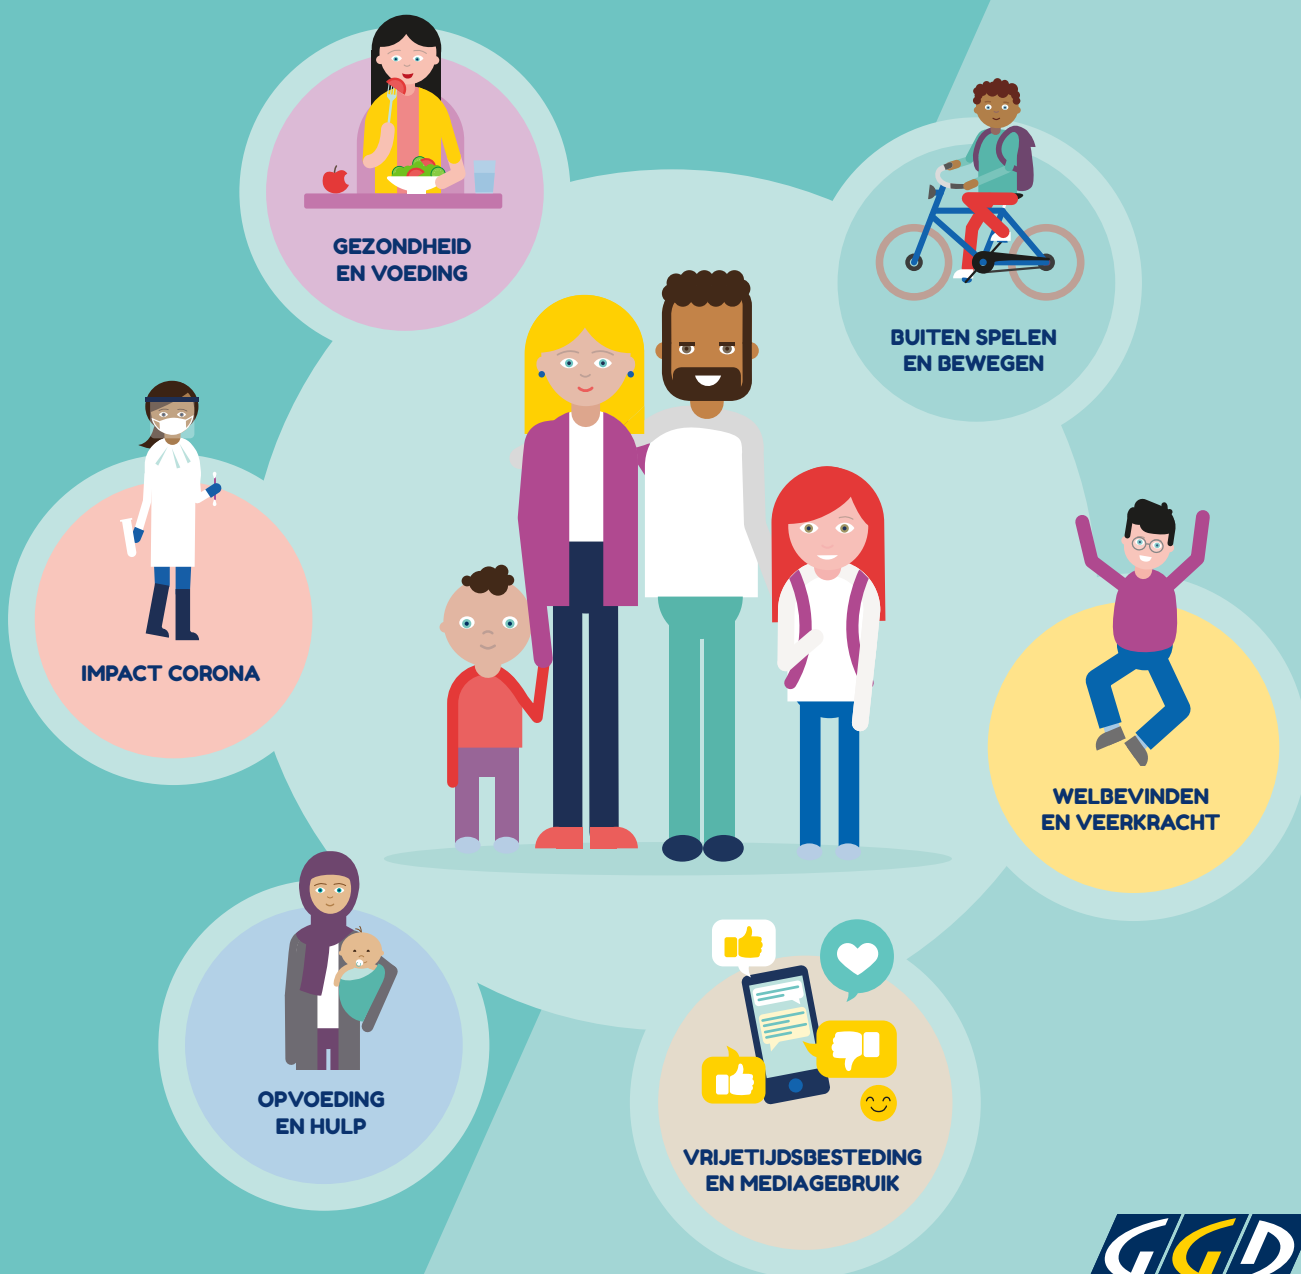 GEZONDHEID
EN VOEDING
BUITEN SPELEN
EN BEWEGEN
IMPACT CORONA
WELBEVINDEN
EN VEERKRACHT
OPVOEDING
EN HULP
VRIJETIJDSBESTEDING
EN MEDIAGEBRUIK
GGD